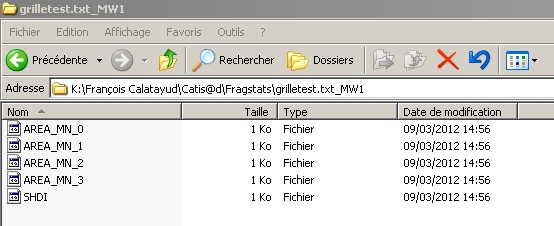 grilletest.txt_MW1
Fichier Edition Affichage Favoris Outils ?
Précédente Rechercher Dossiers
Adresse K:\François Calatayud\Catis@d\Fragstats\grilletest.txt_MW1
Nom Taille Type Date de modification
AREA_MN_0 1 Ko Fichier 09/03/2012 14:56
AREA_MN_1 1 Ko Fichier 09/03/2012 14:56
AREA_MN_2 1 Ko Fichier 09/03/2012 14:56
AREA_MN_3 1 Ko Fichier 09/03/2012 14:56
SHDI 1 Ko Fichier 09/03/2012 14:56